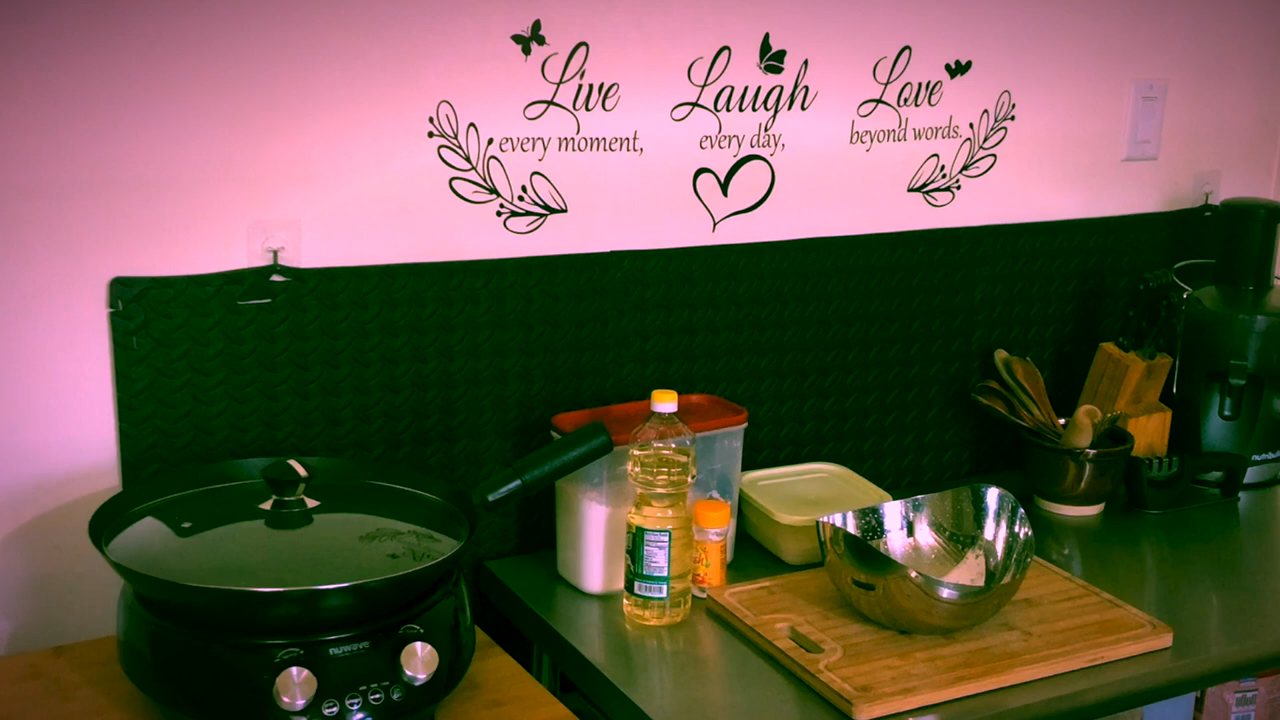 Live
every moment,
Laugh
every day,
Love
beyond words.
nuwave